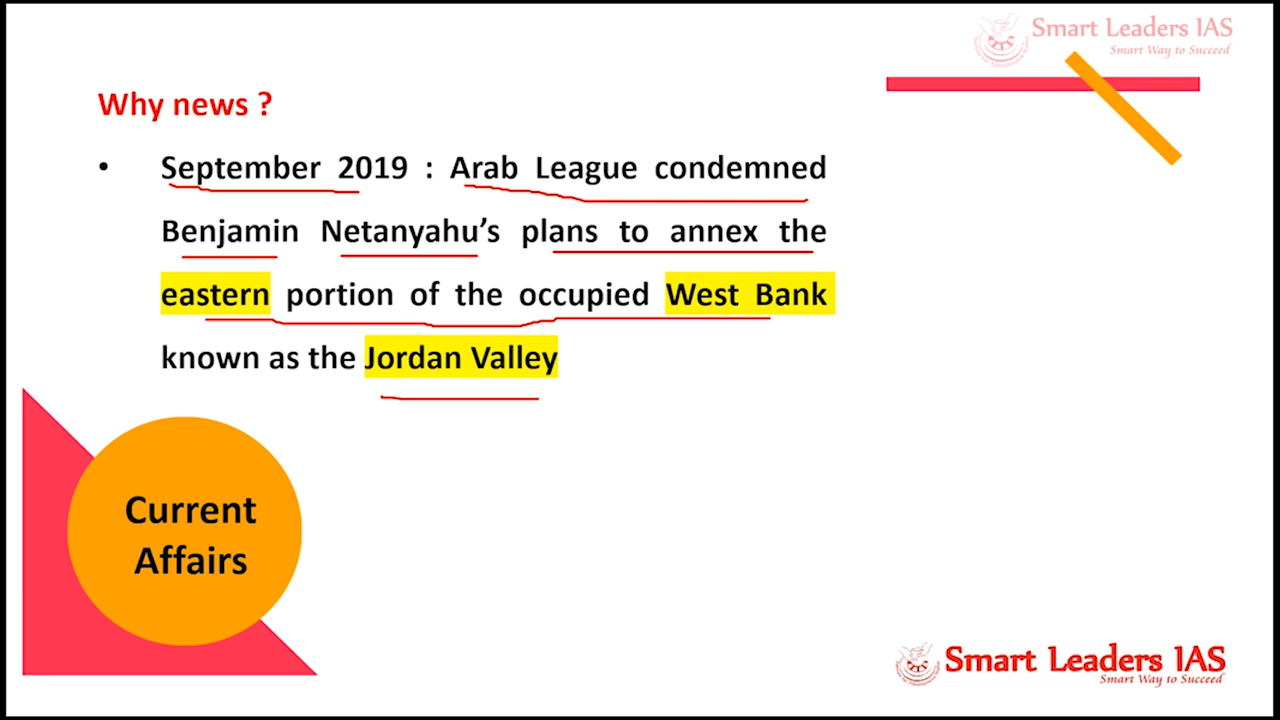 Smart Leaders IAS
Smart Way to Succeed
Why news ?
• September 2019 : Arab League condemned
Benjamin Netanyahu’s plans to annex the
eastern portion of the occupied West Bank
known as the Jordan Valley
Current
Affairs
Smart Leaders IAS
Smart Way to Succeed